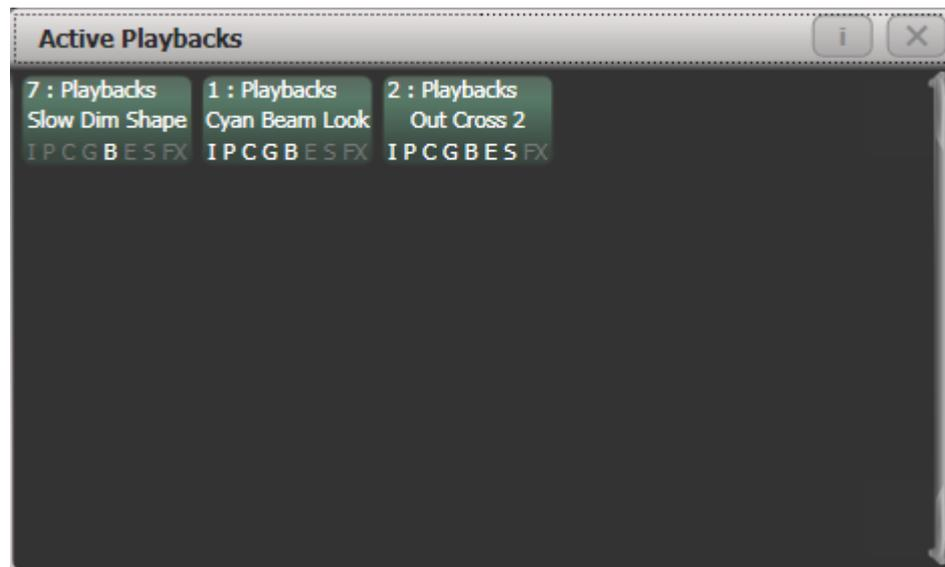 Active Playbacks
i
7 : Playbacks
Slow Dim Shape
I P C G B E S FX
1 : Playbacks
Cyan Beam Look
I P C G B E S FX
2 : Playbacks
Out Cross 2
I P C G B E S FX